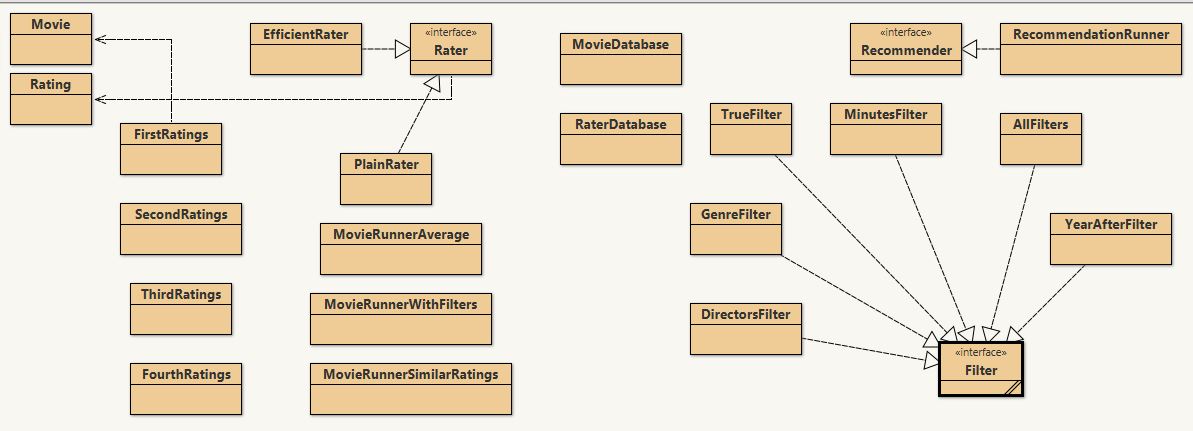 Movie
EfficientRater
«interface»
Rater
MovieDatabase
«interface»
Recommender
RecommendationRunner
Rating
FirstRatings
RaterDatabase
TrueFilter
MinutesFilter
AllFilters
PlainRater
SecondRatings
GenreFilter
YearAfterFilter
MovieRunnerAverage
ThirdRatings
MovieRunnerWithFilters
DirectorsFilter
«interface»
Filter
FourthRatings
MovieRunnerSimilarRatings